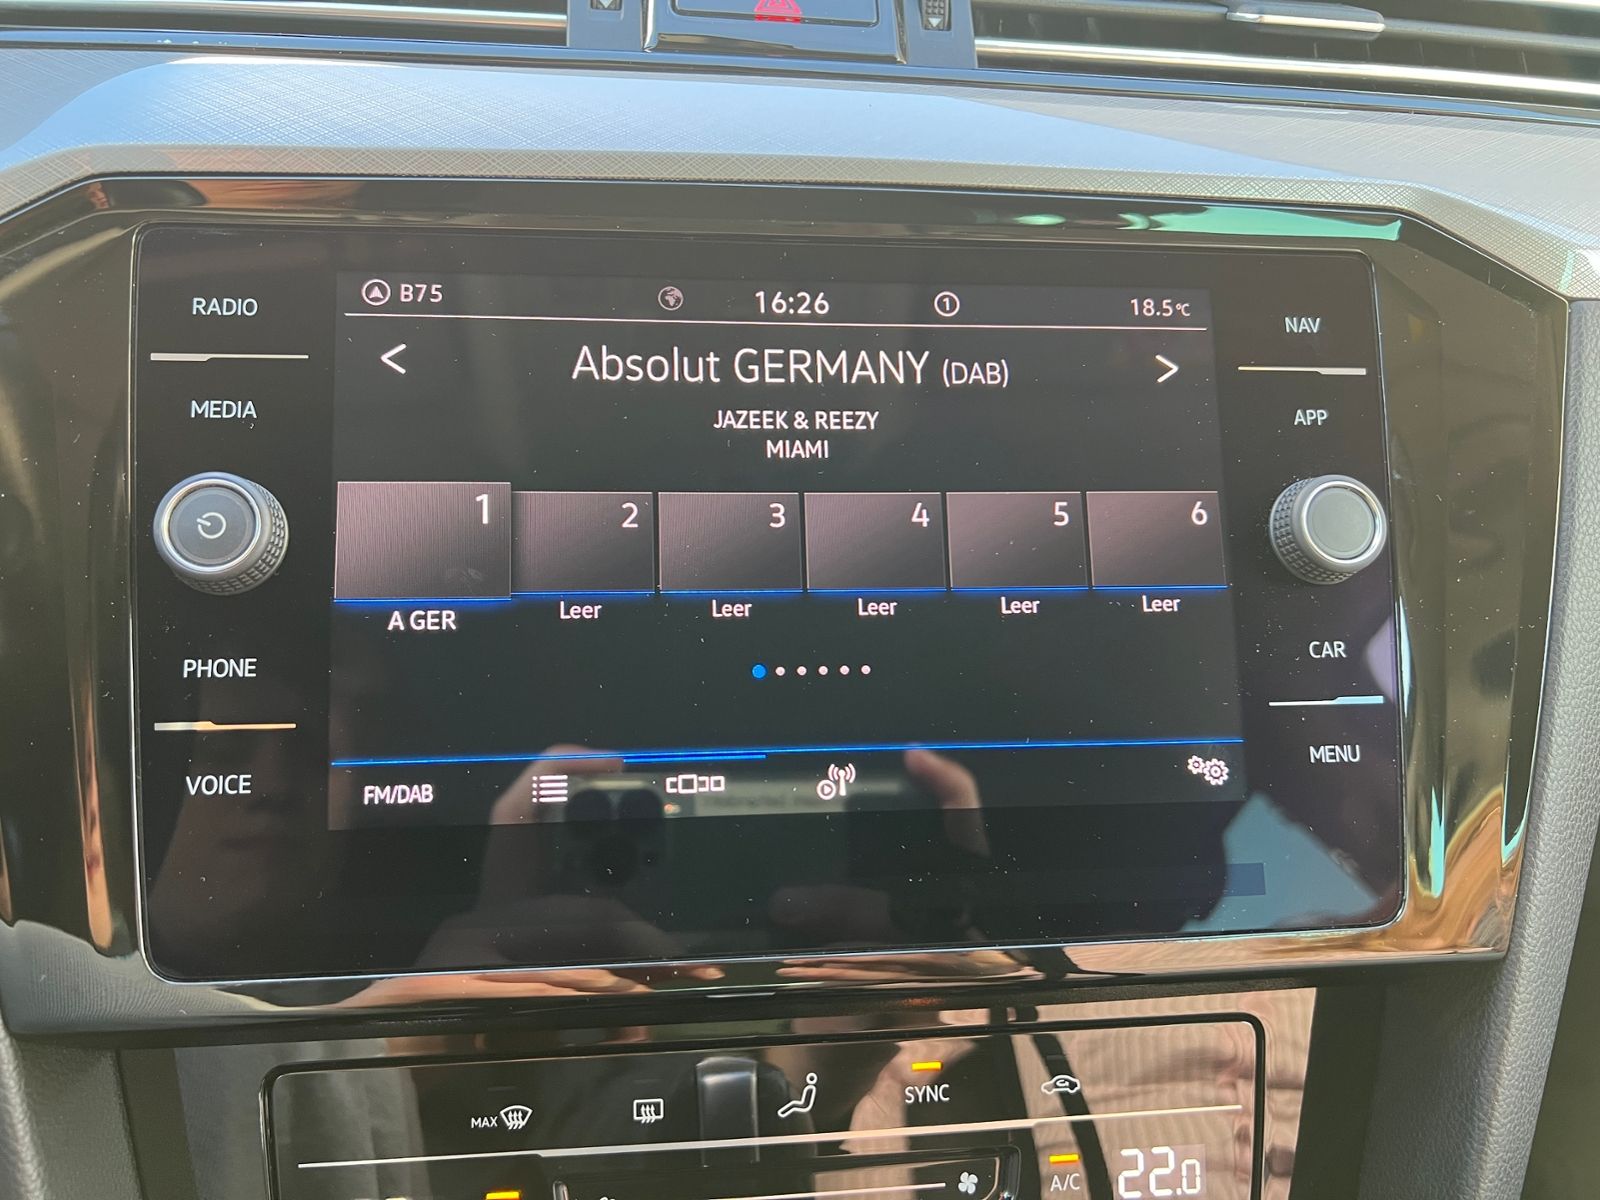 RADIO
MEDIA
PHONE
VOICE
B75
16:26
1
18.5°C
< Absolut GERMANY (DAB) >
JAZEEK & REEZY
MIAMI
1 2 3 4 5 6
A GER Leer Leer Leer Leer Leer
FM/DAB
NAV
APP
CAR
MENU
MAX
SYNC
A/C
22.0